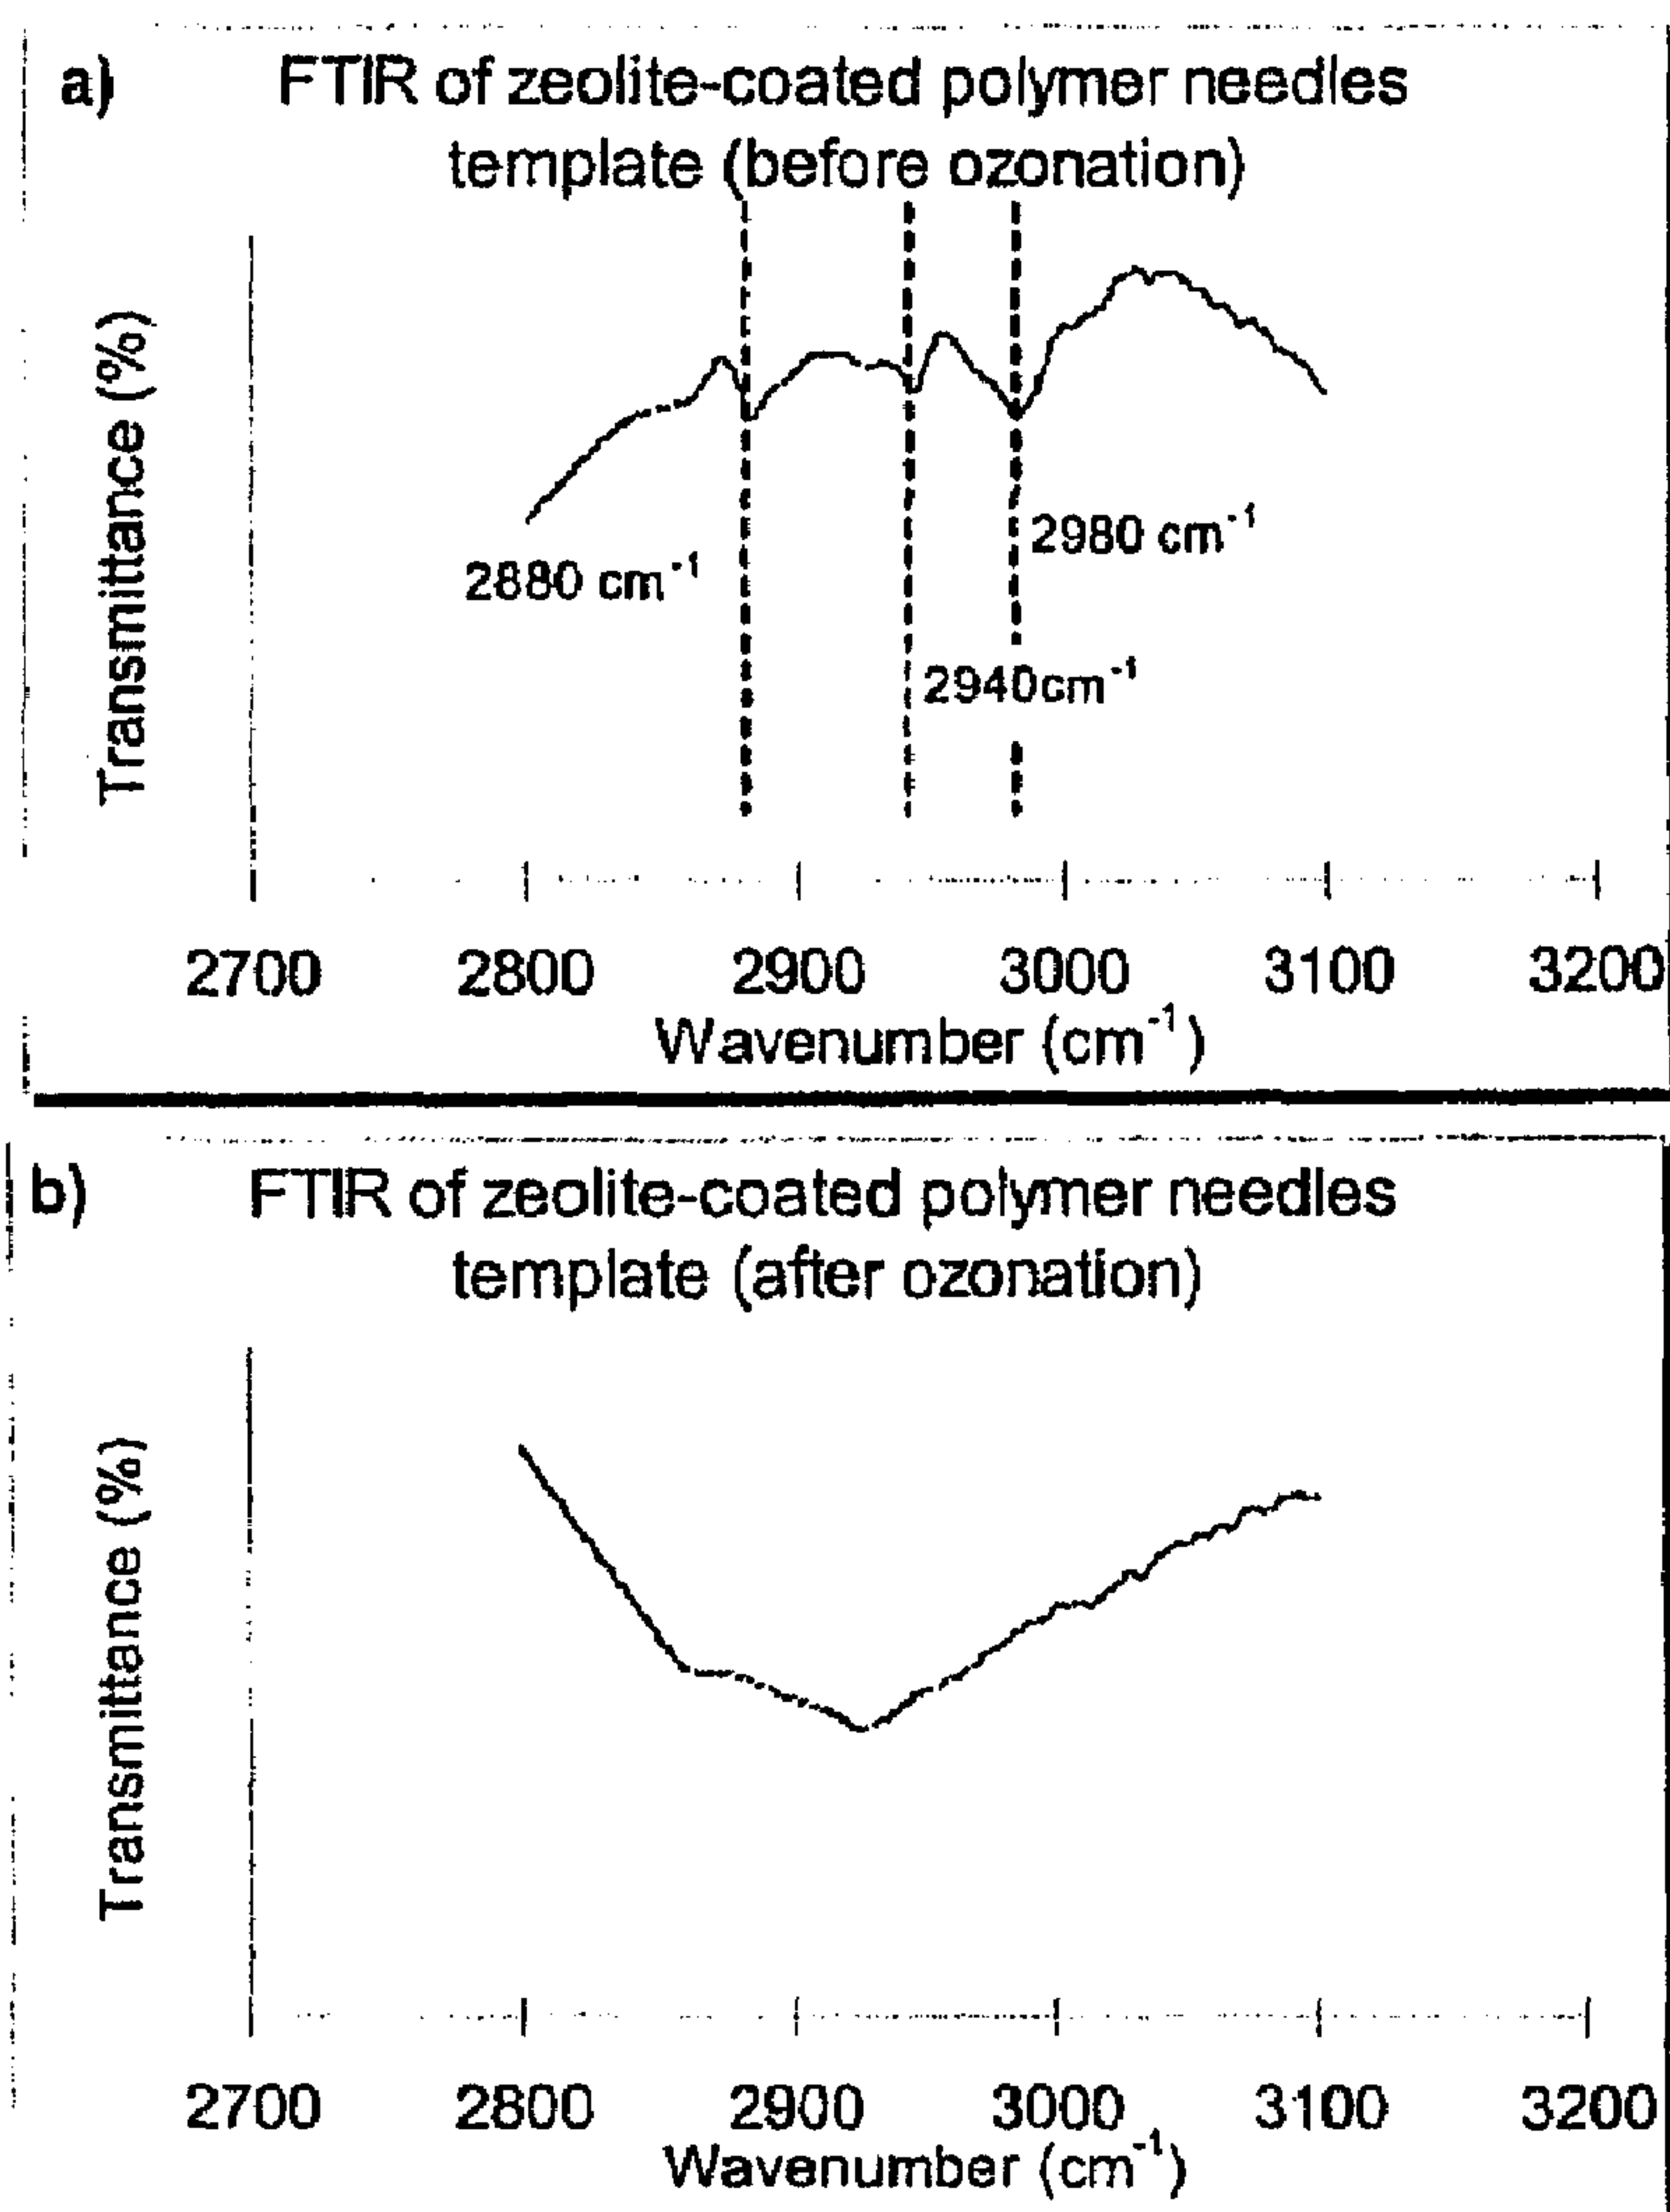 a) FTIR of zeolite-coated polymer needles
template (before ozonation)
Transmittance (%)
2880 cm⁻¹
2980 cm⁻¹
2940cm⁻¹
2700 2800 2900 3000 3100 3200
Wavenumber (cm⁻¹)
b) FTIR of zeolite-coated polymer needles
template (after ozonation)
Transmittance (%)
2700 2800 2900 3000 3100 3200
Wavenumber (cm⁻¹)